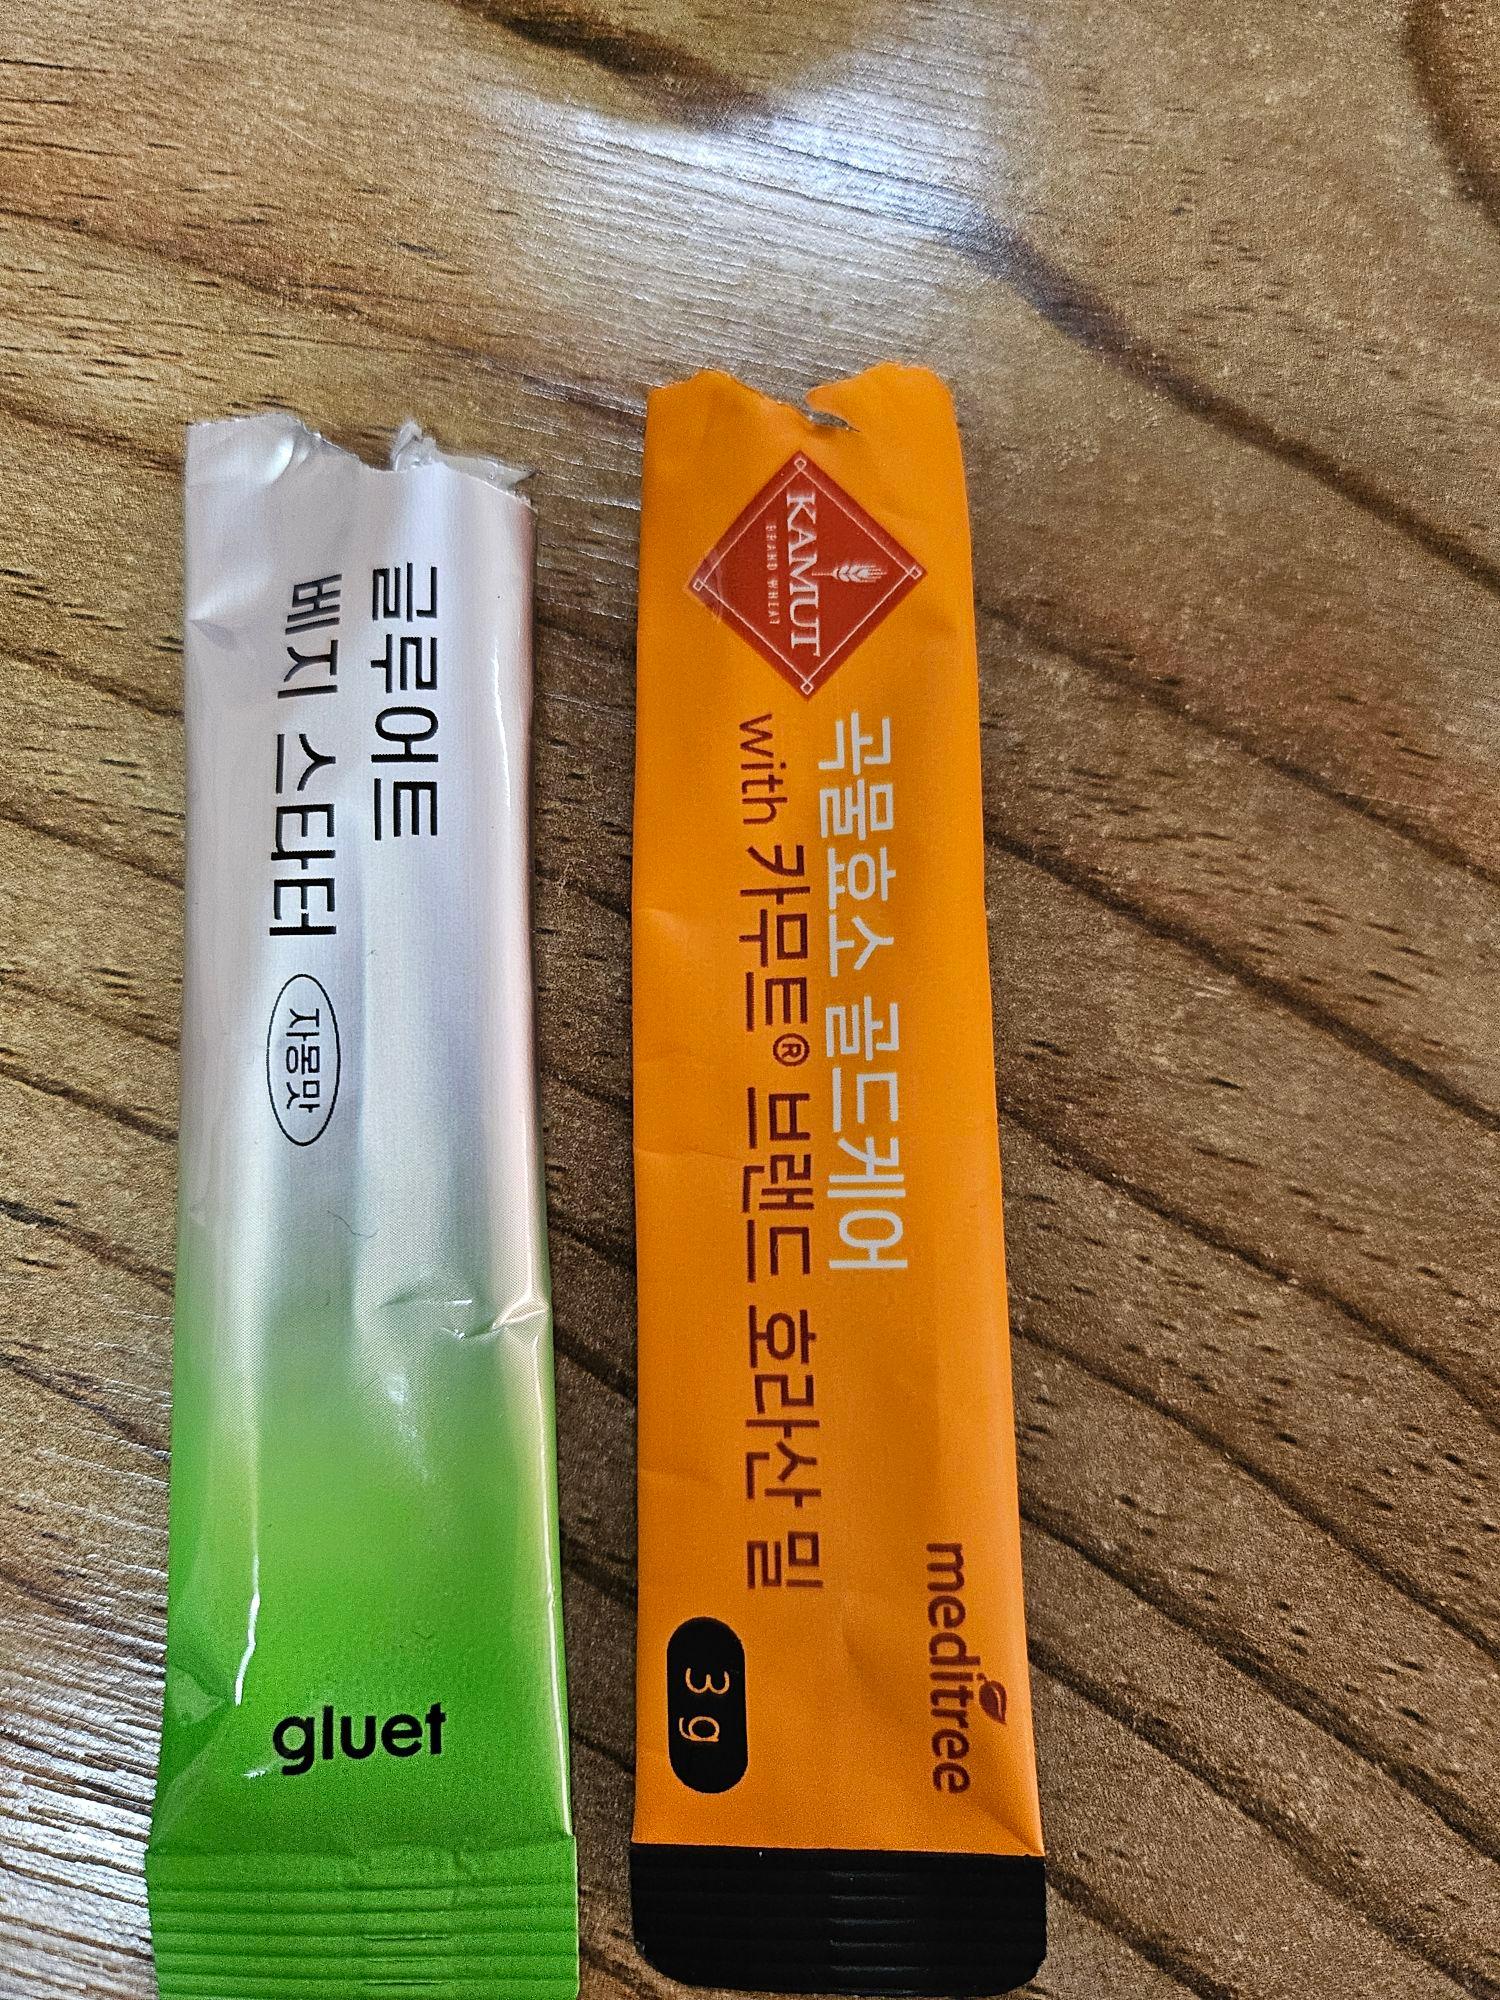 글루어트
베지 스타터
자몽맛
gluet
KAMUT
BRAND WHEAT
곡물효소 골드케어
with 카무트® 브랜드 호라산 밀
meditree
3g